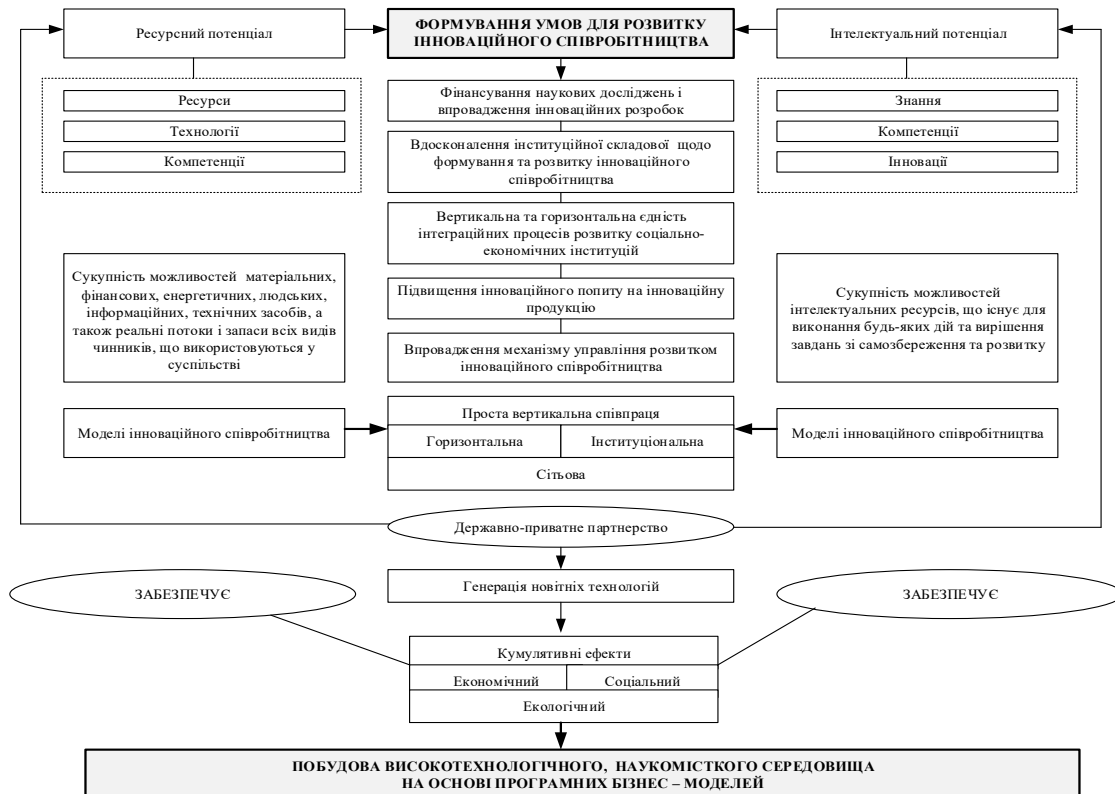 Ресурсний потенціал
ФОРМУВАННЯ УМОВ ДЛЯ РОЗВИТКУ
ІННОВАЦІЙНОГО СПІВРОБІТНИЦТВА
Інтелектуальний потенціал
Ресурси
Технології
Компетенції
Фінансування наукових досліджень і
впровадження інноваційних розробок
Вдосконалення інституційної складової щодо
формування та розвитку інноваційного
співробітництва
Вертикальна та горизонтальна єдність
інтеграційних процесів розвитку соціально-
економічних інституцій
Підвищення інноваційного попиту на інноваційну
продукцію
Впровадження механізму управління розвитком
інноваційного співробітництва
Знання
Компетенції
Інновації
Сукупність можливостей матеріальних,
фінансових, енергетичних, людських,
інформаційних, технічних засобів, а
також реальні потоки і запаси всіх видів
чинників, що використовуються у
суспільстві
Сукупність можливостей
інтелектуальних ресурсів, що існує для
виконання будь-яких дій та вирішення
завдань зі самозбереження та розвитку
Моделі інноваційного співробітництва
Проста вертикальна співпраця
Горизонтальна
Інституціональна
Сітьова
Моделі інноваційного співробітництва
Державно-приватне партнерство
Генерація новітніх технологій
ЗАБЕЗПЕЧУЄ
ЗАБЕЗПЕЧУЄ
Кумулятивні ефекти
Економічний
Соціальний
Екологічний
ПОБУДОВА ВИСОКОТЕХНОЛОГІЧНОГО, НАУКОМІСТКОГО СЕРЕДОВИЩА
НА ОСНОВІ ПРОГРАМНИХ БІЗНЕС – МОДЕЛЕЙ